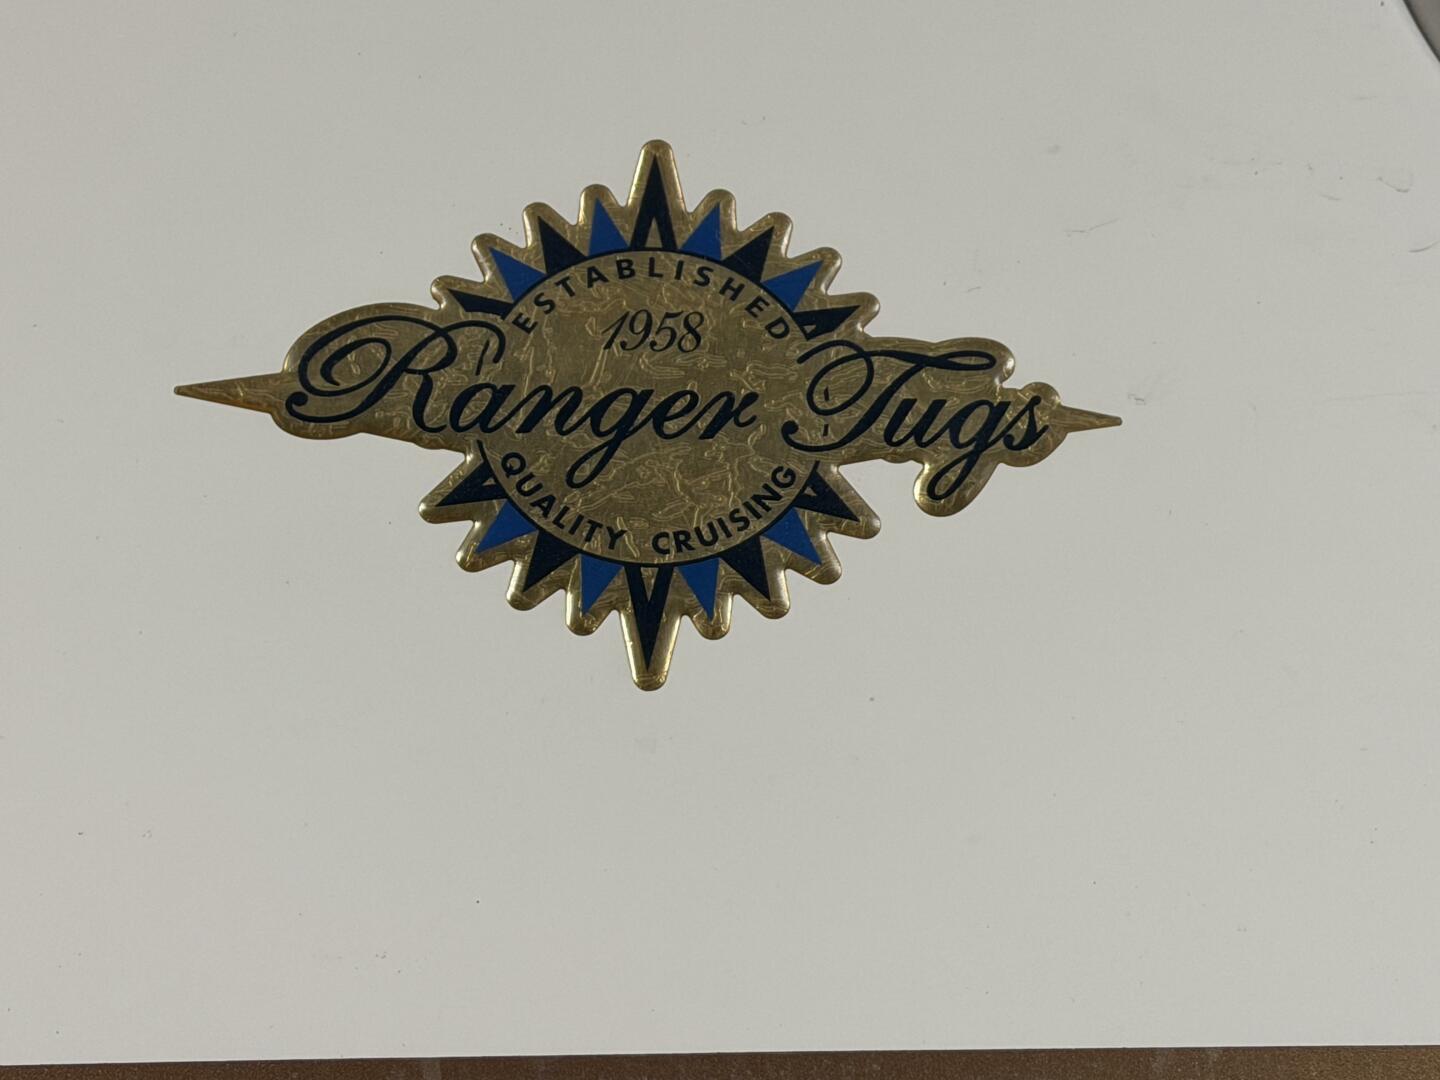 ESTABLISHED
1958
Ranger Tugs
QUALITY CRUISING